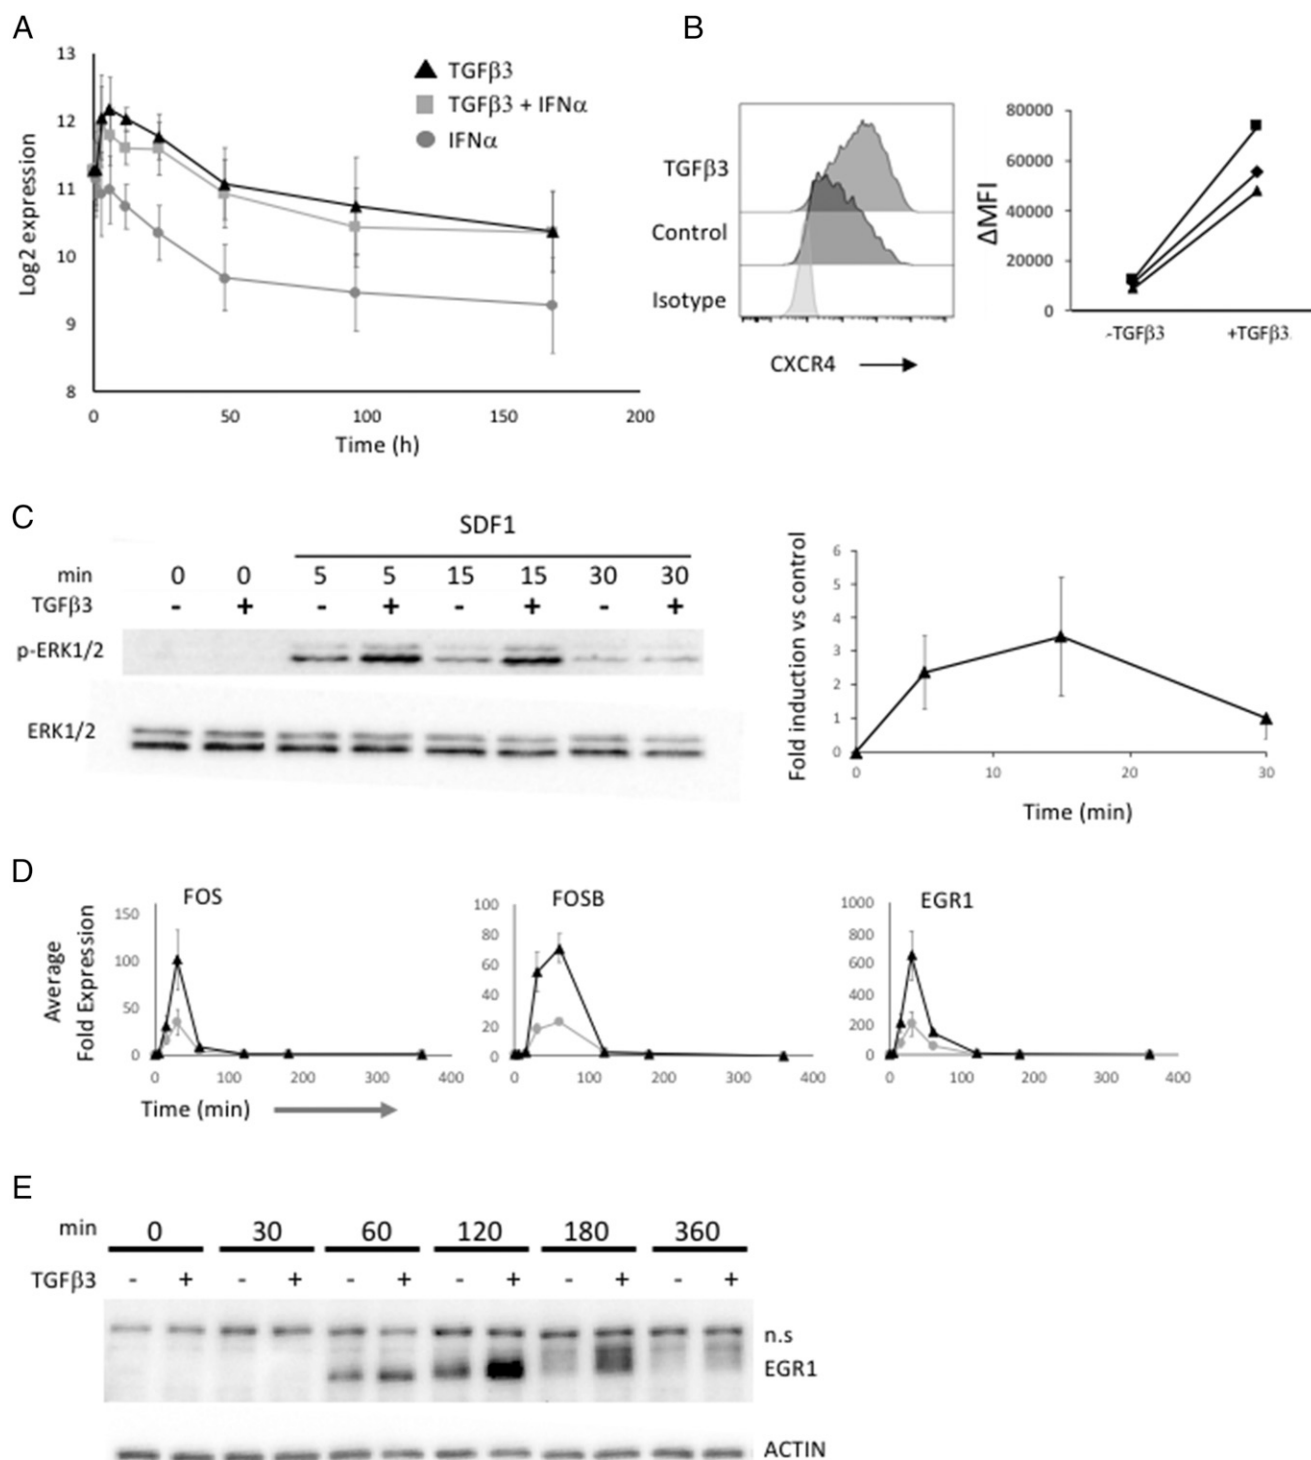 A
13
12
11
10
9
8
Log2 expression
0
50
100
150
200
Time (h)
TGFβ3
TGFβ3 + IFNα
IFNα
B
TGFβ3
Control
Isotype
CXCR4
80000
60000
40000
20000
0
ΔMFI
-TGFβ3
+TGFβ3
C
SDF1
min 0 0 5 5 15 15 30 30
TGFβ3 - + - + - + - +
p-ERK1/2
ERK1/2
6
5
4
3
2
1
0
Fold induction vs control
0
10
20
30
Time (min)
D
Average
Fold Expression
FOS
150
100
50
0
0 100 200 300 400
Time (min)
FOSB
100
80
60
40
20
0
0 100 200 300 400
EGR1
1000
800
600
400
200
0
0 100 200 300 400
E
min 0 30 60 120 180 360
TGFβ3 - + - + - + - + - + - +
n.s
EGR1
ACTIN